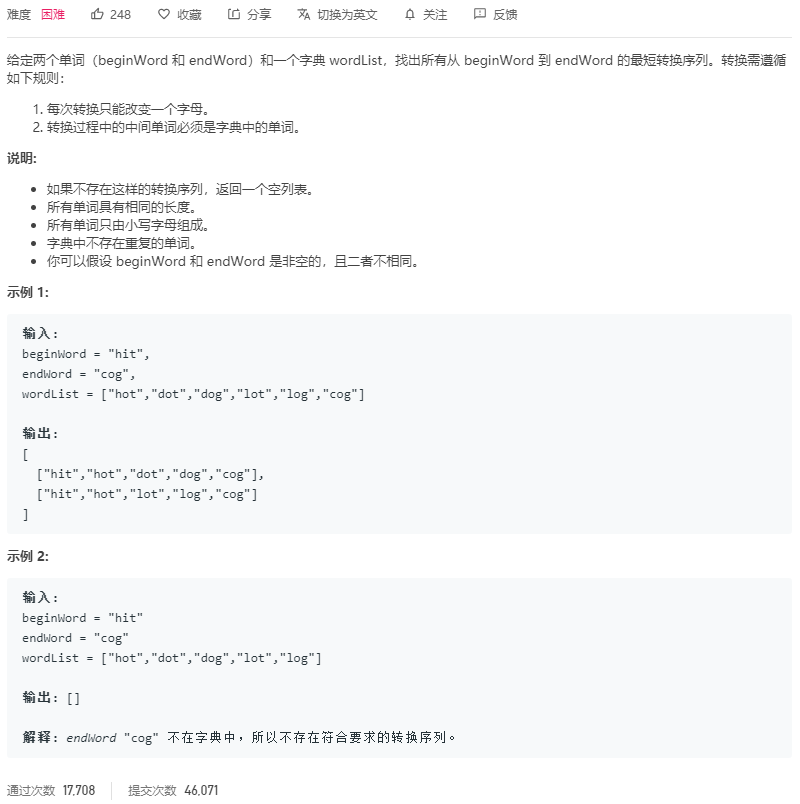 难度 困难 248 收藏 分享 切换为英文 关注 反馈
给定两个单词（beginWord 和 endWord）和一个字典 wordList，找出所有从 beginWord 到 endWord 的最短转换序列。转换需遵循
如下规则：
1. 每次转换只能改变一个字母。
2. 转换过程中的中间单词必须是字典中的单词。
说明:
• 如果不存在这样的转换序列，返回一个空列表。
• 所有单词具有相同的长度。
• 所有单词只由小写字母组成。
• 字典中不存在重复的单词。
• 你可以假设 beginWord 和 endWord 是非空的，且二者不相同。
示例 1:
输入:
beginWord = "hit",
endWord = "cog",
wordList = ["hot","dot","dog","lot","log","cog"]
输出:
[
["hit","hot","dot","dog","cog"],
["hit","hot","lot","log","cog"]
]
示例 2:
输入:
beginWord = "hit"
endWord = "cog"
wordList = ["hot","dot","dog","lot","log"]
输出: []
解释: endWord "cog" 不在字典中，所以不存在符合要求的转换序列。
通过次数 17,708 提交次数 46,071